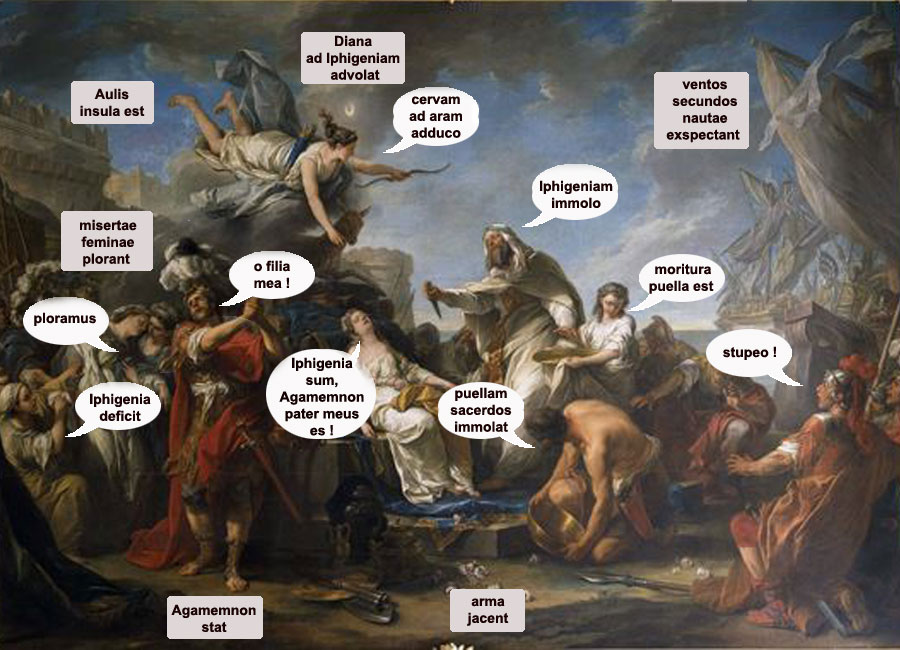 Diana
ad Iphigeniam
advolat
Aulis
insula est
cervam
ad aram
adduco
ventos
secundos
nautae
exspectant
Iphigeniam
immolo
misertae
feminae
plorant
o filia
mea !
moritura
puella est
ploramus
stupeo !
Iphigenia
sum,
Agamemnon
pater meus
es !
Iphigenia
deficit
puellam
sacerdos
immolat
Agamemnon
stat
arma
jacent